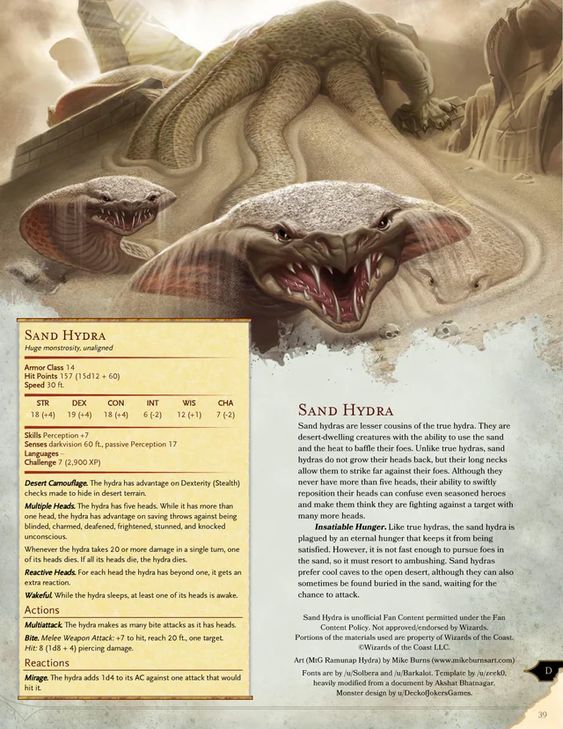 SAND HYDRA
Huge monstrosity, unaligned
Armor Class 14
Hit Points 157 (15d12 + 60)
Speed 30 ft.
STR DEX CON INT WIS CHA
18 (+4) 19 (+4) 18 (+4) 6 (-2) 12 (+1) 7 (-2)
Skills Perception +7
Senses darkvision 60 ft., passive Perception 17
Languages —
Challenge 7 (2,900 XP)
Desert Camouflage. The hydra has advantage on Dexterity (Stealth)
checks made to hide in desert terrain.
Multiple Heads. The hydra has five heads. While it has more than
one head, the hydra has advantage on saving throws against being
blinded, charmed, deafened, frightened, stunned, and knocked
unconscious.
Whenever the hydra takes 20 or more damage in a single turn, one
of its heads dies. If all its heads die, the hydra dies.
Reactive Heads. For each head the hydra has beyond one, it gets an
extra reaction.
Wakeful. While the hydra sleeps, at least one of its heads is awake.
Actions
Multiattack. The hydra makes as many bite attacks as it has heads.
Bite. Melee Weapon Attack: +7 to hit, reach 20 ft., one target.
Hit: 8 (1d8 + 4) piercing damage.
Reactions
Mirage. The hydra adds 1d4 to its AC against one attack that would
hit it.
SAND HYDRA
Sand hydras are lesser cousins of the true hydra. They are
desert-dwelling creatures with the ability to use the sand
and the heat to baffle their foes. Unlike true hydras, sand
hydras do not grow their heads back, but their long necks
allow them to strike far against their foes. Although they
never have more than five heads, their ability to swiftly
reposition their heads can confuse even seasoned heroes
and make them think they are fighting against a target with
many more heads.
Insatiable Hunger. Like true hydras, the sand hydra is
plagued by an eternal hunger that keeps it from being
satisfied. However, it is not fast enough to pursue foes in
the sand, so it must resort to ambushing. Sand hydras
prefer cool caves to the open desert, although they can also
sometimes be found buried in the sand, waiting for the
chance to attack.
Sand Hydra is unofficial Fan Content permitted under the Fan
Content Policy. Not approved/endorsed by Wizards.
Portions of the materials used are property of Wizards of the Coast.
©Wizards of the Coast LLC.
Art (MtG Ramunap Hydra) by Mike Burns (www.mikeburnsart.com)
Fonts are by /u/Solbera and /u/Barkalot. Template by /u/zeek0,
heavily modified from a document by Akshat Bhatnagar.
Monster design by u/DeckofJokersGames.
D
39